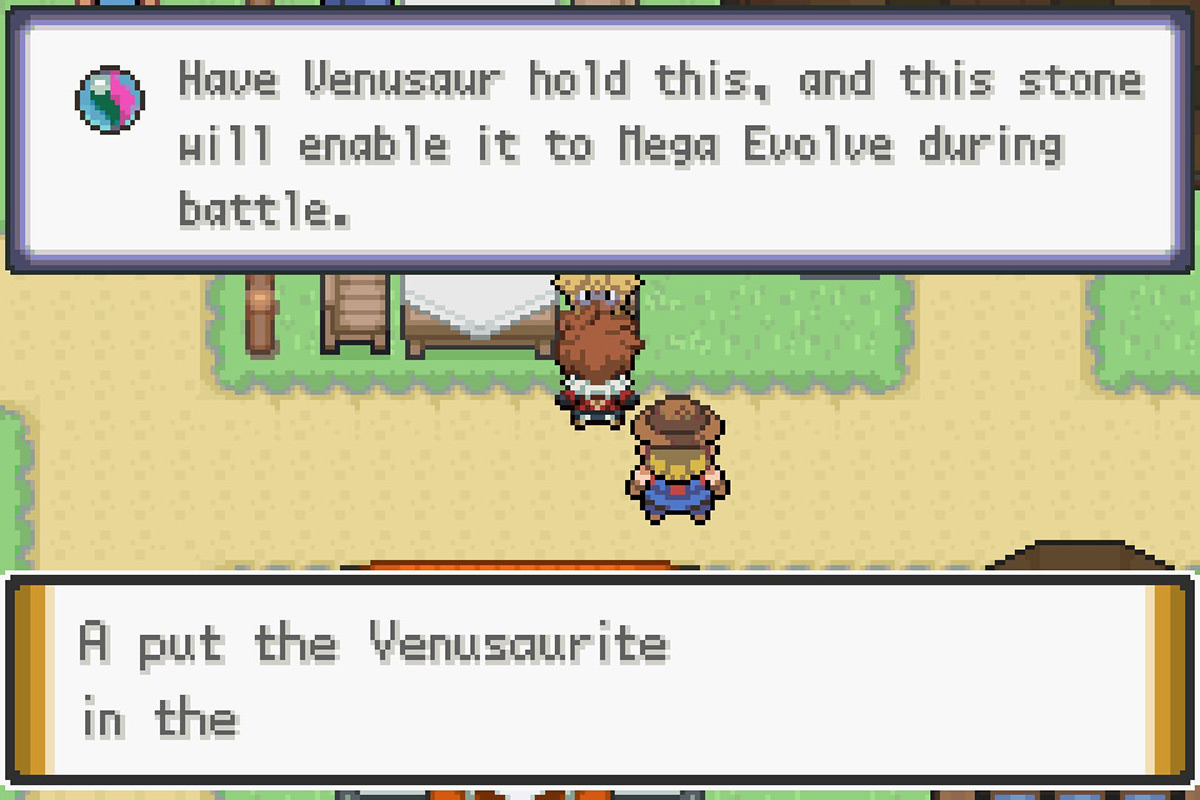 Have Venusaur hold this, and this stone
will enable it to Mega Evolve during
battle.
A put the Venusaurite
in the